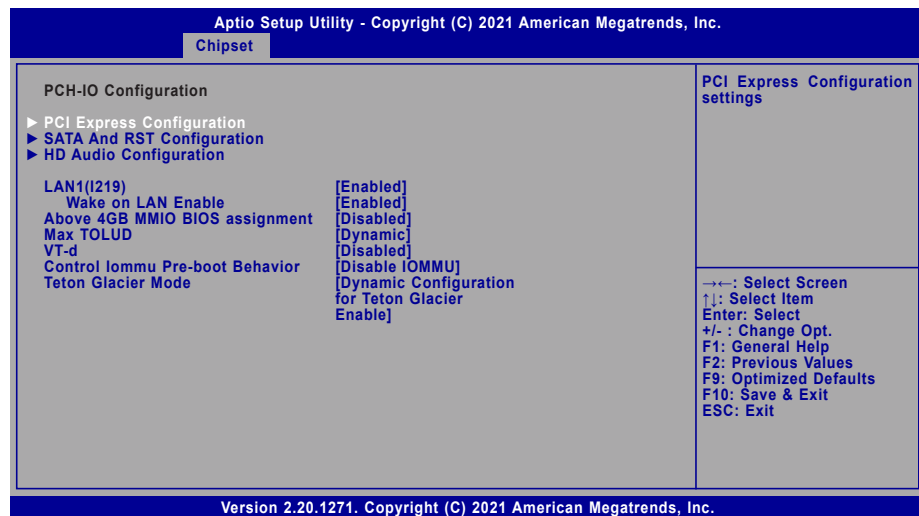 Aptio Setup Utility - Copyright (C) 2021 American Megatrends, Inc.
Chipset
PCH-IO Configuration
▶ PCI Express Configuration
▶ SATA And RST Configuration
▶ HD Audio Configuration
LAN1(I219) [Enabled]
Wake on LAN Enable [Enabled]
Above 4GB MMIO BIOS assignment [Disabled]
Max TOLUD [Dynamic]
VT-d [Disabled]
Control Iommu Pre-boot Behavior [Disable IOMMU]
Teton Glacier Mode [Dynamic Configuration
for Teton Glacier
Enable]
PCI Express Configuration
settings
→←: Select Screen
↑↓: Select Item
Enter: Select
+/- : Change Opt.
F1: General Help
F2: Previous Values
F9: Optimized Defaults
F10: Save & Exit
ESC: Exit
Version 2.20.1271. Copyright (C) 2021 American Megatrends, Inc.